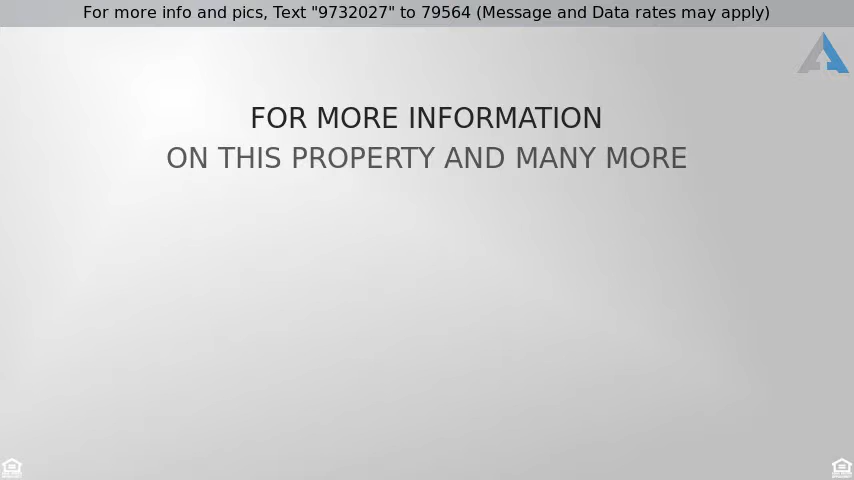 For more info and pics, Text "9732027" to 79564 (Message and Data rates may apply)
FOR MORE INFORMATION
ON THIS PROPERTY AND MANY MORE